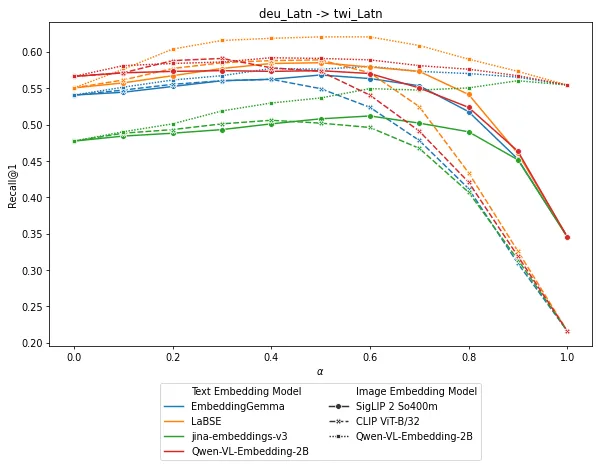 deu_Latn -> twi_Latn
Recall@1
0.60
0.55
0.50
0.45
0.40
0.35
0.30
0.25
0.20
0.0 0.2 0.4 0.6 0.8 1.0
α
Text Embedding Model Image Embedding Model
EmbeddingGemma SigLIP 2 So400m
LaBSE CLIP ViT-B/32
jina-embeddings-v3 Qwen-VL-Embedding-2B
Qwen-VL-Embedding-2B